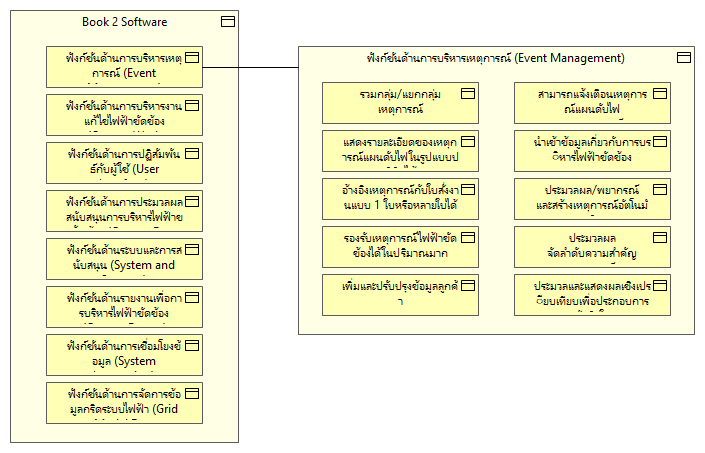 Book 2 Software
ฟังก์ชันด้านการบริหารเหตุ
การณ์ (Event
ฟังก์ชันด้านการบริหารงาน
แก้ไขไฟฟ้าขัดข้อง
ฟังก์ชันด้านการปฏิสัมพัน
ธ์กับผู้ใช้ (User
ฟังก์ชันด้านการประมวลผล
สนับสนุนการบริหารไฟฟ้าข
ฟังก์ชันด้านระบบและการส
นับสนุน (System and
ฟังก์ชันด้านรายงานเพื่อกา
รบริหารไฟฟ้าขัดข้อง
ฟังก์ชันด้านการเชื่อมโยงข้
อมูล (System
ฟังก์ชันด้านการจัดการข้อ
มูลกริดระบบไฟฟ้า (Grid
ฟังก์ชันด้านการบริหารเหตุการณ์ (Event Management)
รวมกลุ่ม/แยกกลุ่ม
เหตุการณ์
สามารถแจ้งเตือนเหตุการ
ณ์แผนดับไฟ
แสดงรายละเอียดของเหตุก
ารณ์แผนดับไฟในรูปแบบป
นำเข้าข้อมูลเกี่ยวกับการบร
ิหารไฟฟ้าขัดข้อง
อ้างอิงเหตุการณ์กับใบสั่งงา
นแบบ 1 ใบหรือหลายใบได้
ประมวลผล/พยากรณ์
และสร้างเหตุการณ์อัตโนมั
รองรับเหตุการณ์ไฟฟ้าขัด
ข้องได้ในปริมาณมาก
ประมวลผล
จัดลำดับความสำคัญ
เพิ่มและปรับปรุงข้อมูลลูกค้
า
ประมวลและแสดงผลเชิงเป
รียบเทียบเพื่อประกอบการ